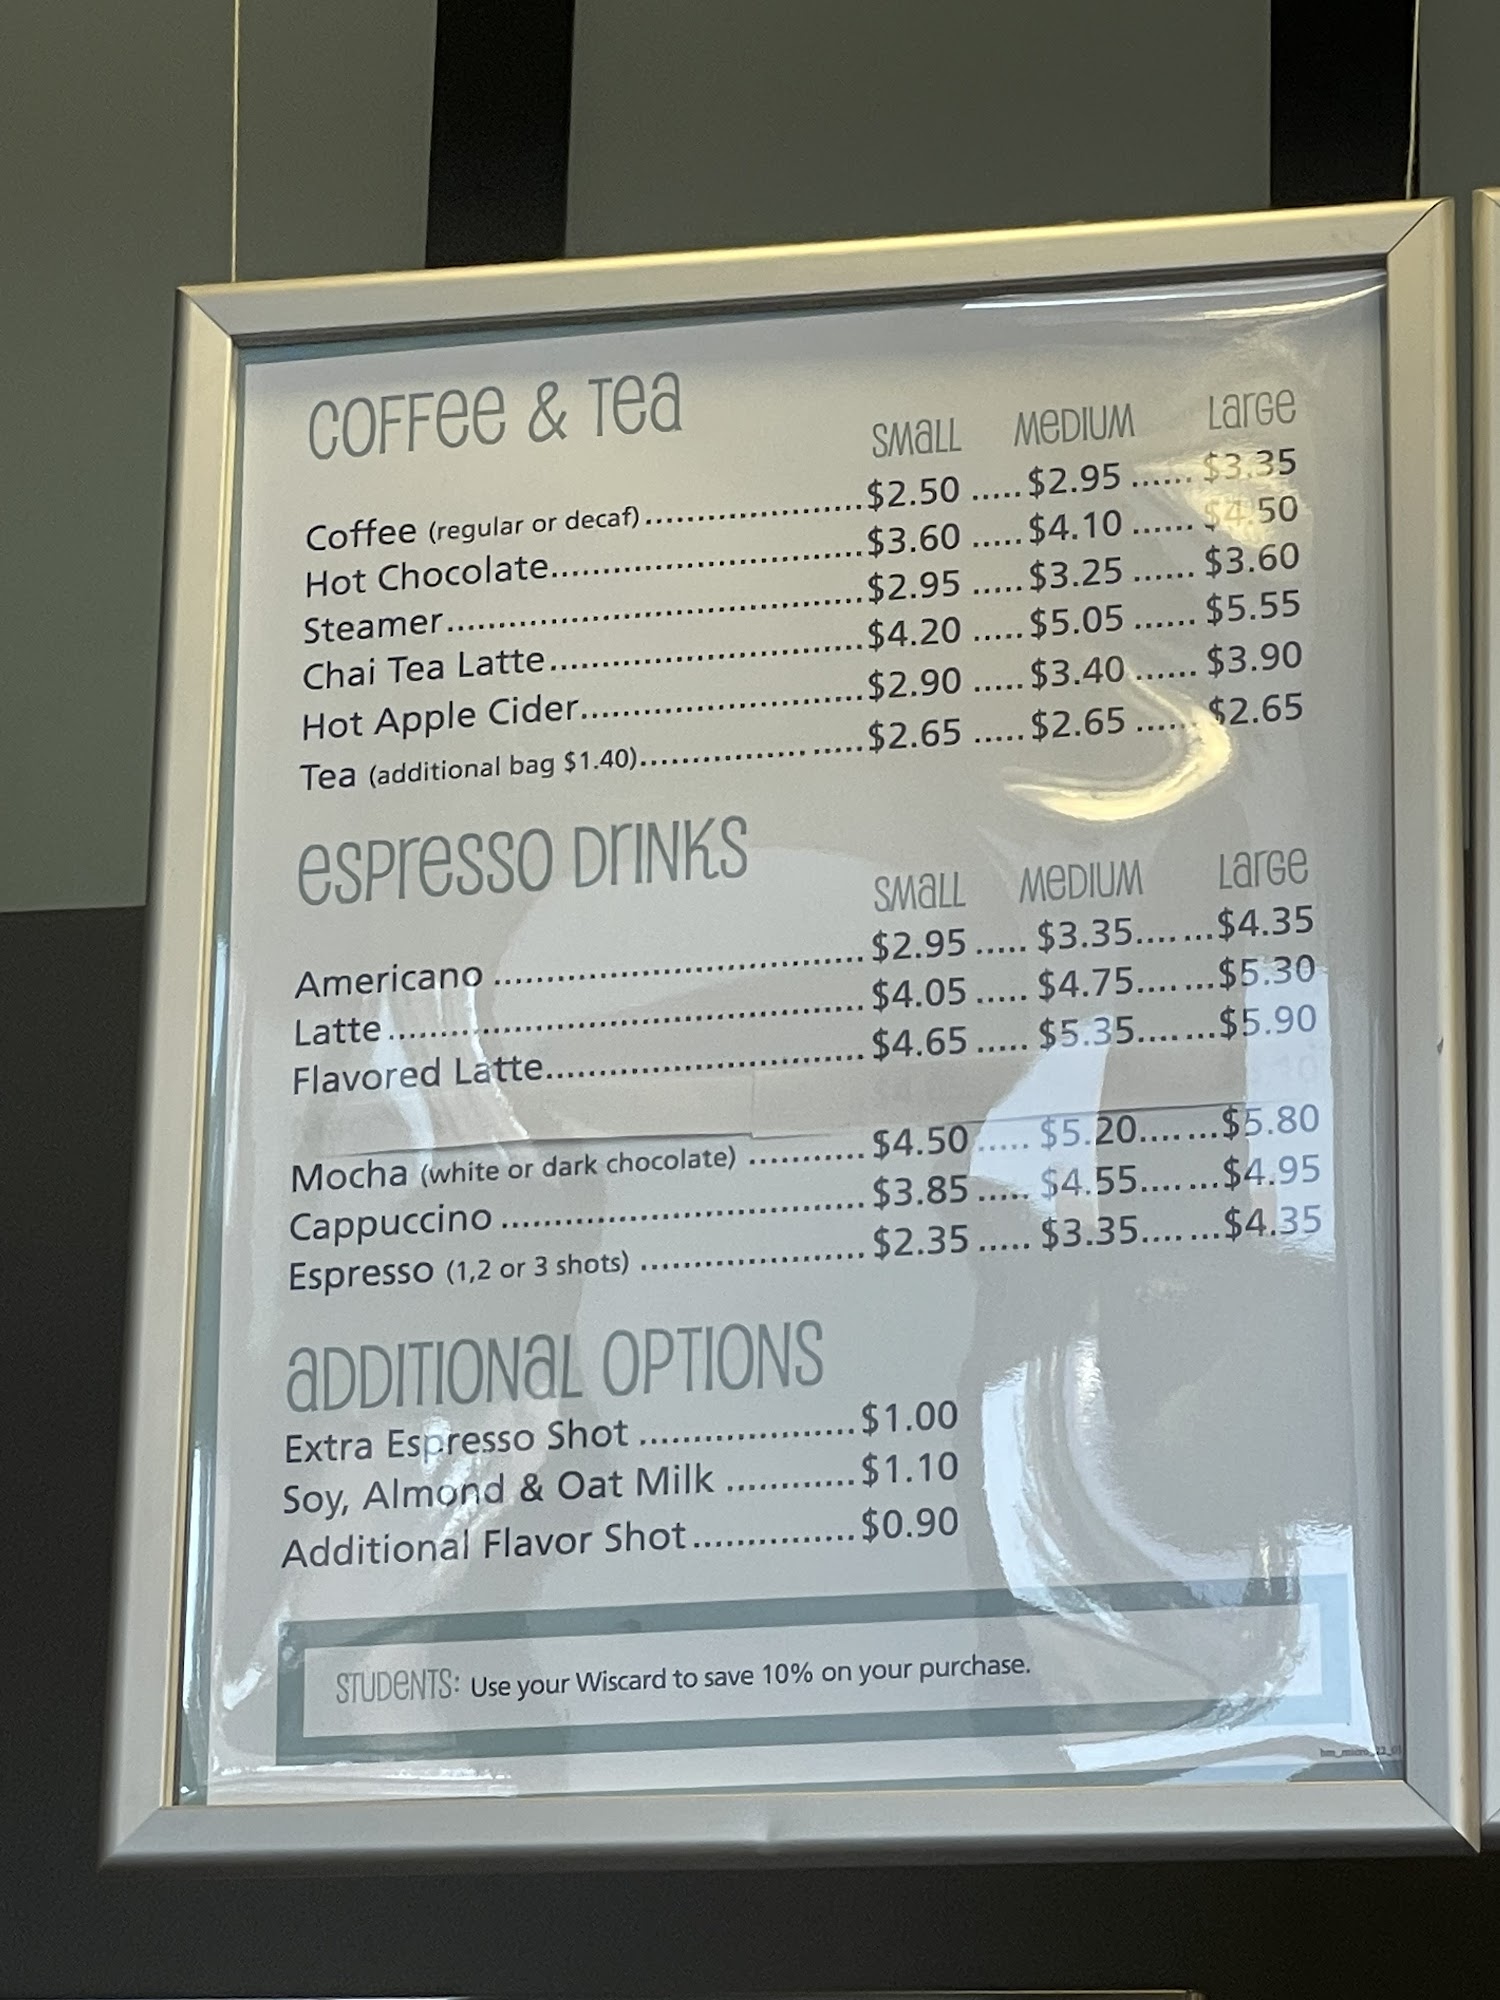 COFFEE & TEA
SMALL MEDIUM LARGE
Coffee (regular or decaf)......................$2.50 .....$2.95 ...... $3.35
Hot Chocolate..............................$3.60 .....$4.10 ...... $4.50
Steamer........................................$2.95 .....$3.25 ...... $3.60
Chai Tea Latte..............................$4.20 .....$5.05 ...... $5.55
Hot Apple Cider...........................$2.90 .....$3.40 ...... $3.90
Tea (additional bag $1.40)......................$2.65 .....$2.65 ...... $2.65
ESPRESSO DRINKS
SMALL MEDIUM LARGE
Americano ...................................$2.95 ..... $3.35.......$4.35
Latte.............................................$4.05 ..... $4.75.......$5.30
Flavored Latte..............................$4.65 ..... $5.35.......$5.90
Mocha (white or dark chocolate) ...........$4.50 ..... $5.20.......$5.80
Cappuccino ...................................$3.85 ..... $4.55.......$4.95
Espresso (1,2 or 3 shots) ......................$2.35 ..... $3.35.......$4.35
ADDITIONAL OPTIONS
Extra Espresso Shot ....................$1.00
Soy, Almond & Oat Milk ............$1.10
Additional Flavor Shot...............$0.90
STUDENTS: Use your Wiscard to save 10% on your purchase.